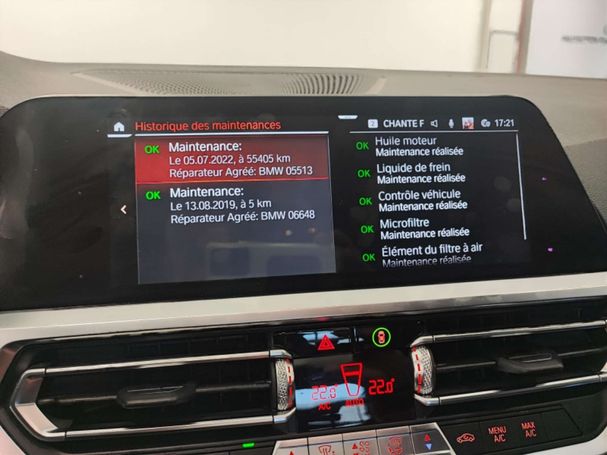 Historique des maintenances
2 CHANTE F 17:21
OK Maintenance:
Le 05.07.2022, à 55405 km
Réparateur Agréé: BMW 05513
OK Maintenance:
Le 13.08.2019, à 5 km
Réparateur Agréé: BMW 06648
OK Huile moteur
Maintenance réalisée
OK Liquide de frein
Maintenance réalisée
OK Contrôle véhicule
Maintenance réalisée
OK Microfiltre
Maintenance réalisée
OK Élément du filtre à air
Maintenance réalisée
22.0° 22.0°
A/C AUTO
MENU A/C
MAX A/C